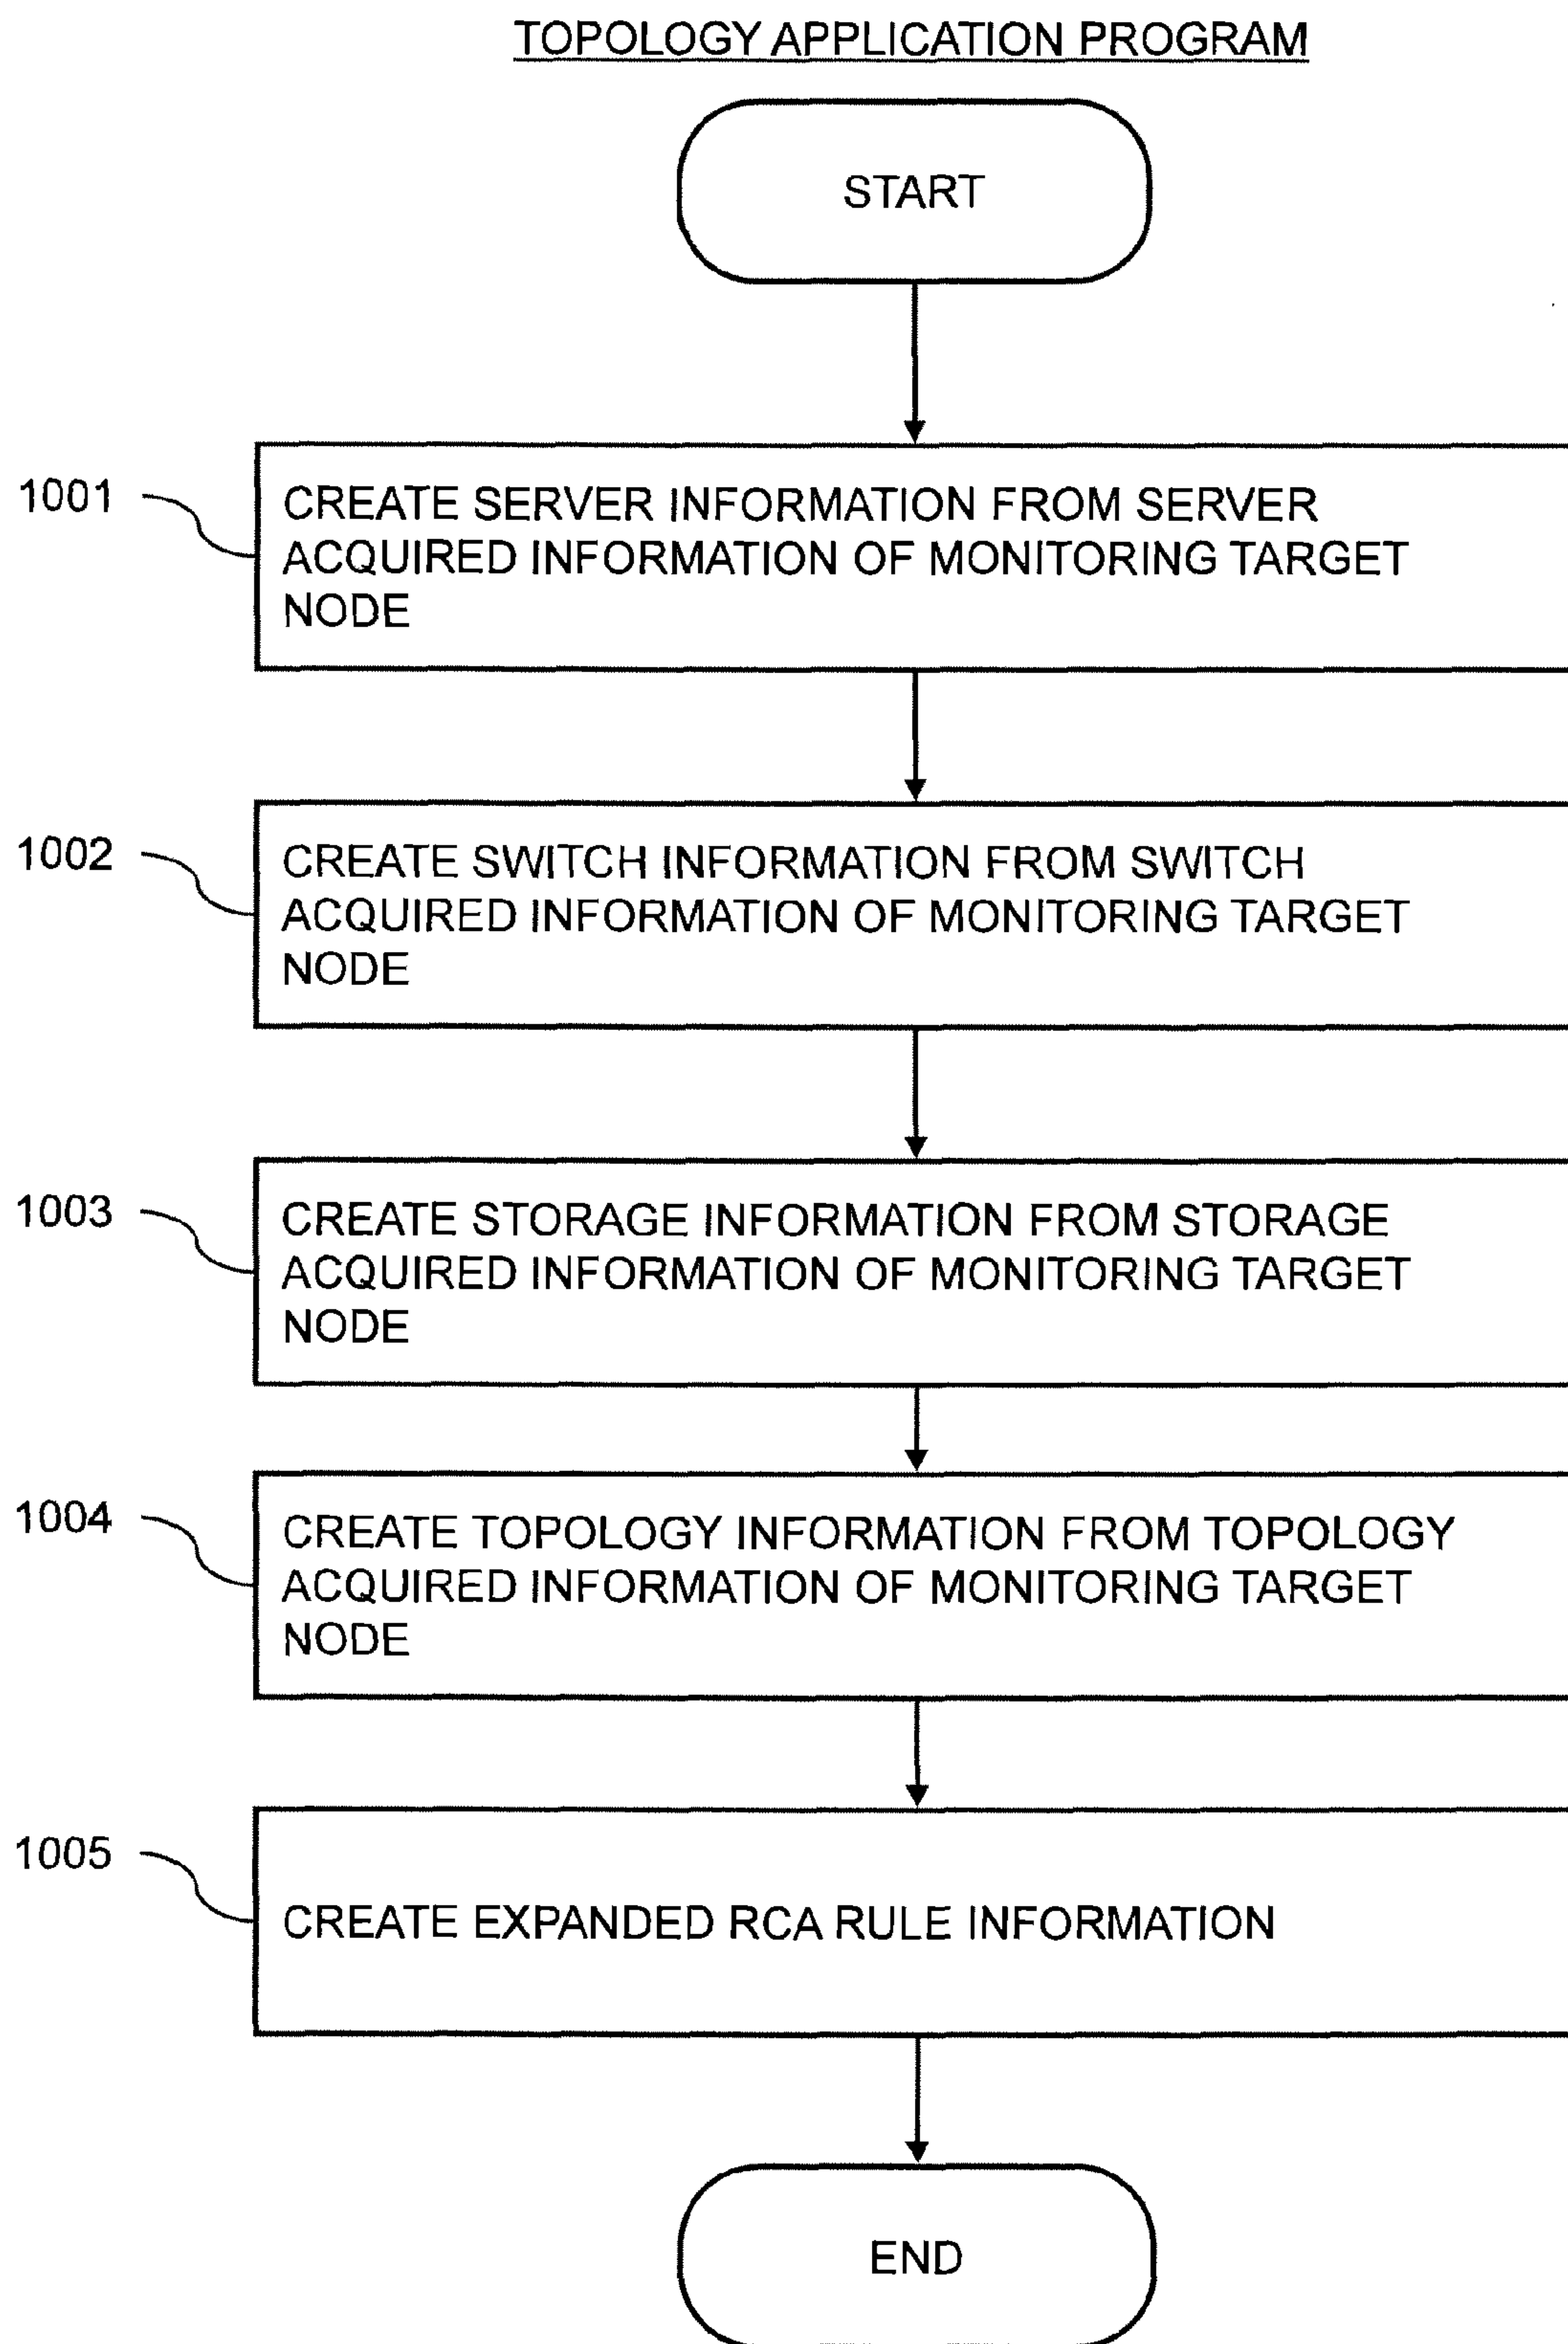 TOPOLOGY APPLICATION PROGRAM
START
1001
CREATE SERVER INFORMATION FROM SERVER
ACQUIRED INFORMATION OF MONITORING TARGET
NODE
1002
CREATE SWITCH INFORMATION FROM SWITCH
ACQUIRED INFORMATION OF MONITORING TARGET
NODE
1003
CREATE STORAGE INFORMATION FROM STORAGE
ACQUIRED INFORMATION OF MONITORING TARGET
NODE
1004
CREATE TOPOLOGY INFORMATION FROM TOPOLOGY
ACQUIRED INFORMATION OF MONITORING TARGET
NODE
1005
CREATE EXPANDED RCA RULE INFORMATION
END